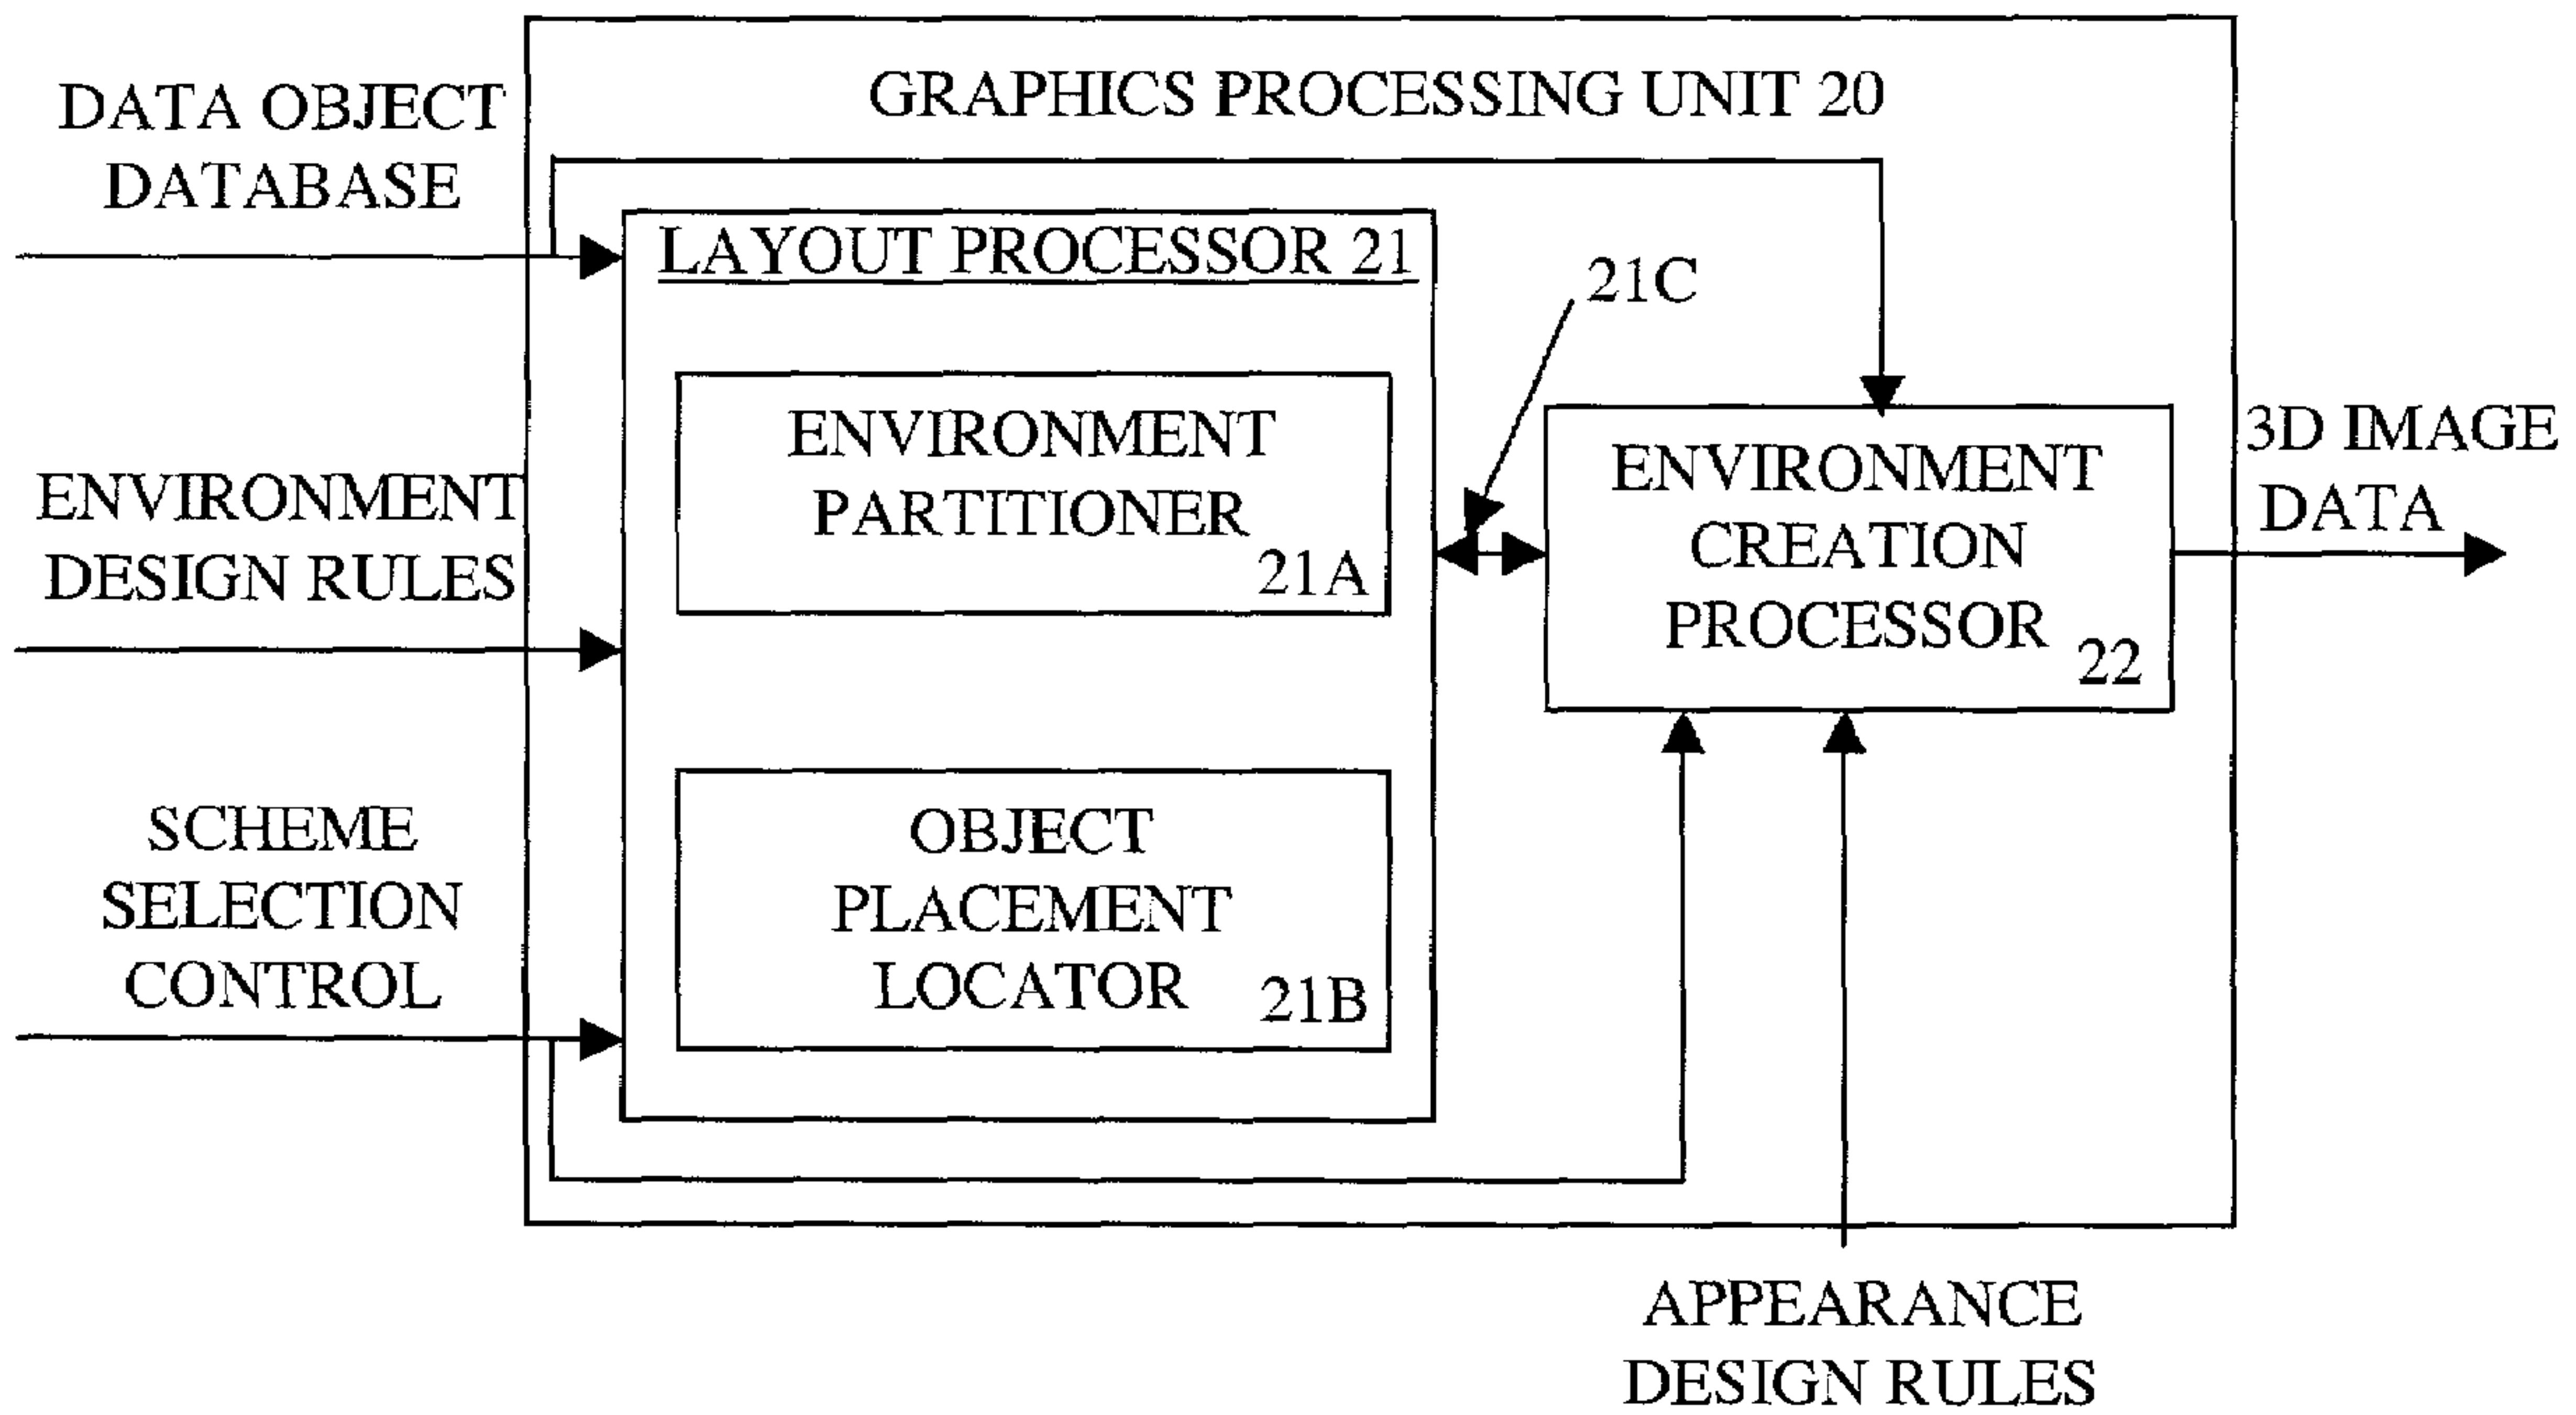 GRAPHICS PROCESSING UNIT 20
DATA OBJECT
DATABASE
LAYOUT PROCESSOR 21
21C
ENVIRONMENT
PARTITIONER
21A
ENVIRONMENT
DESIGN RULES
ENVIRONMENT
CREATION
PROCESSOR
22
3D IMAGE
DATA
SCHEME
SELECTION
CONTROL
OBJECT
PLACEMENT
LOCATOR
21B
APPEARANCE
DESIGN RULES